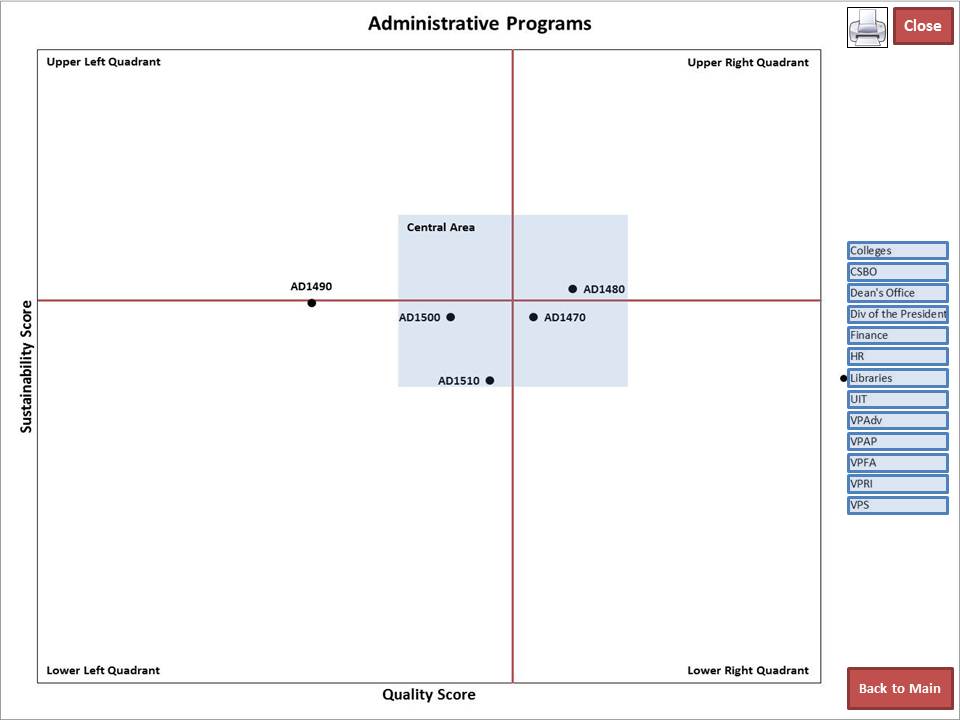 Administrative Programs
Close
Upper Left Quadrant
Upper Right Quadrant
Central Area
AD1490
AD1480
AD1500
AD1470
AD1510
Sustainability Score
Lower Left Quadrant
Lower Right Quadrant
Quality Score
Colleges
CSBO
Dean's Office
Div of the President
Finance
HR
Libraries
UIT
VPAdv
VPAP
VPFA
VPRI
VPS
Back to Main